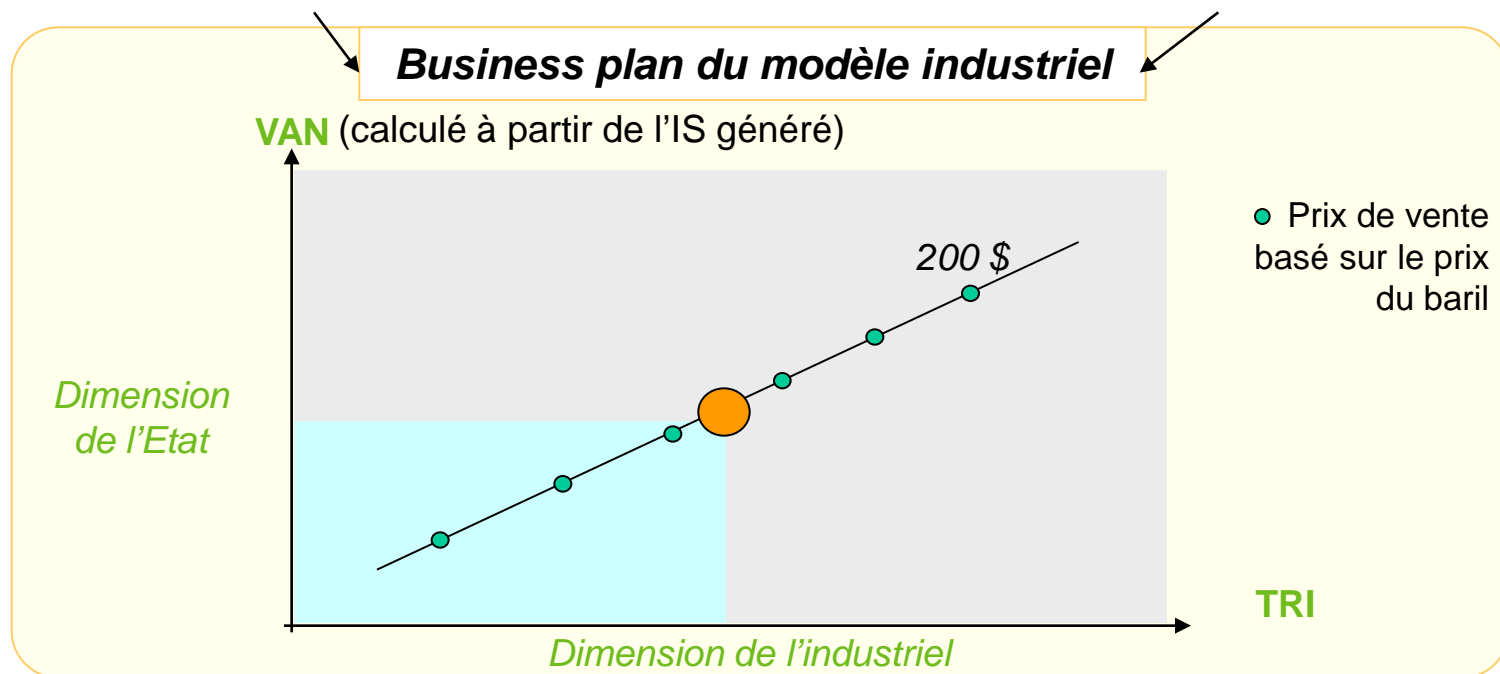 Business plan du modèle industriel
VAN (calculé à partir de l'IS généré)
200 $
Prix de vente
basé sur le prix
du baril
Dimension
de l'Etat
TRI
Dimension de l'industriel